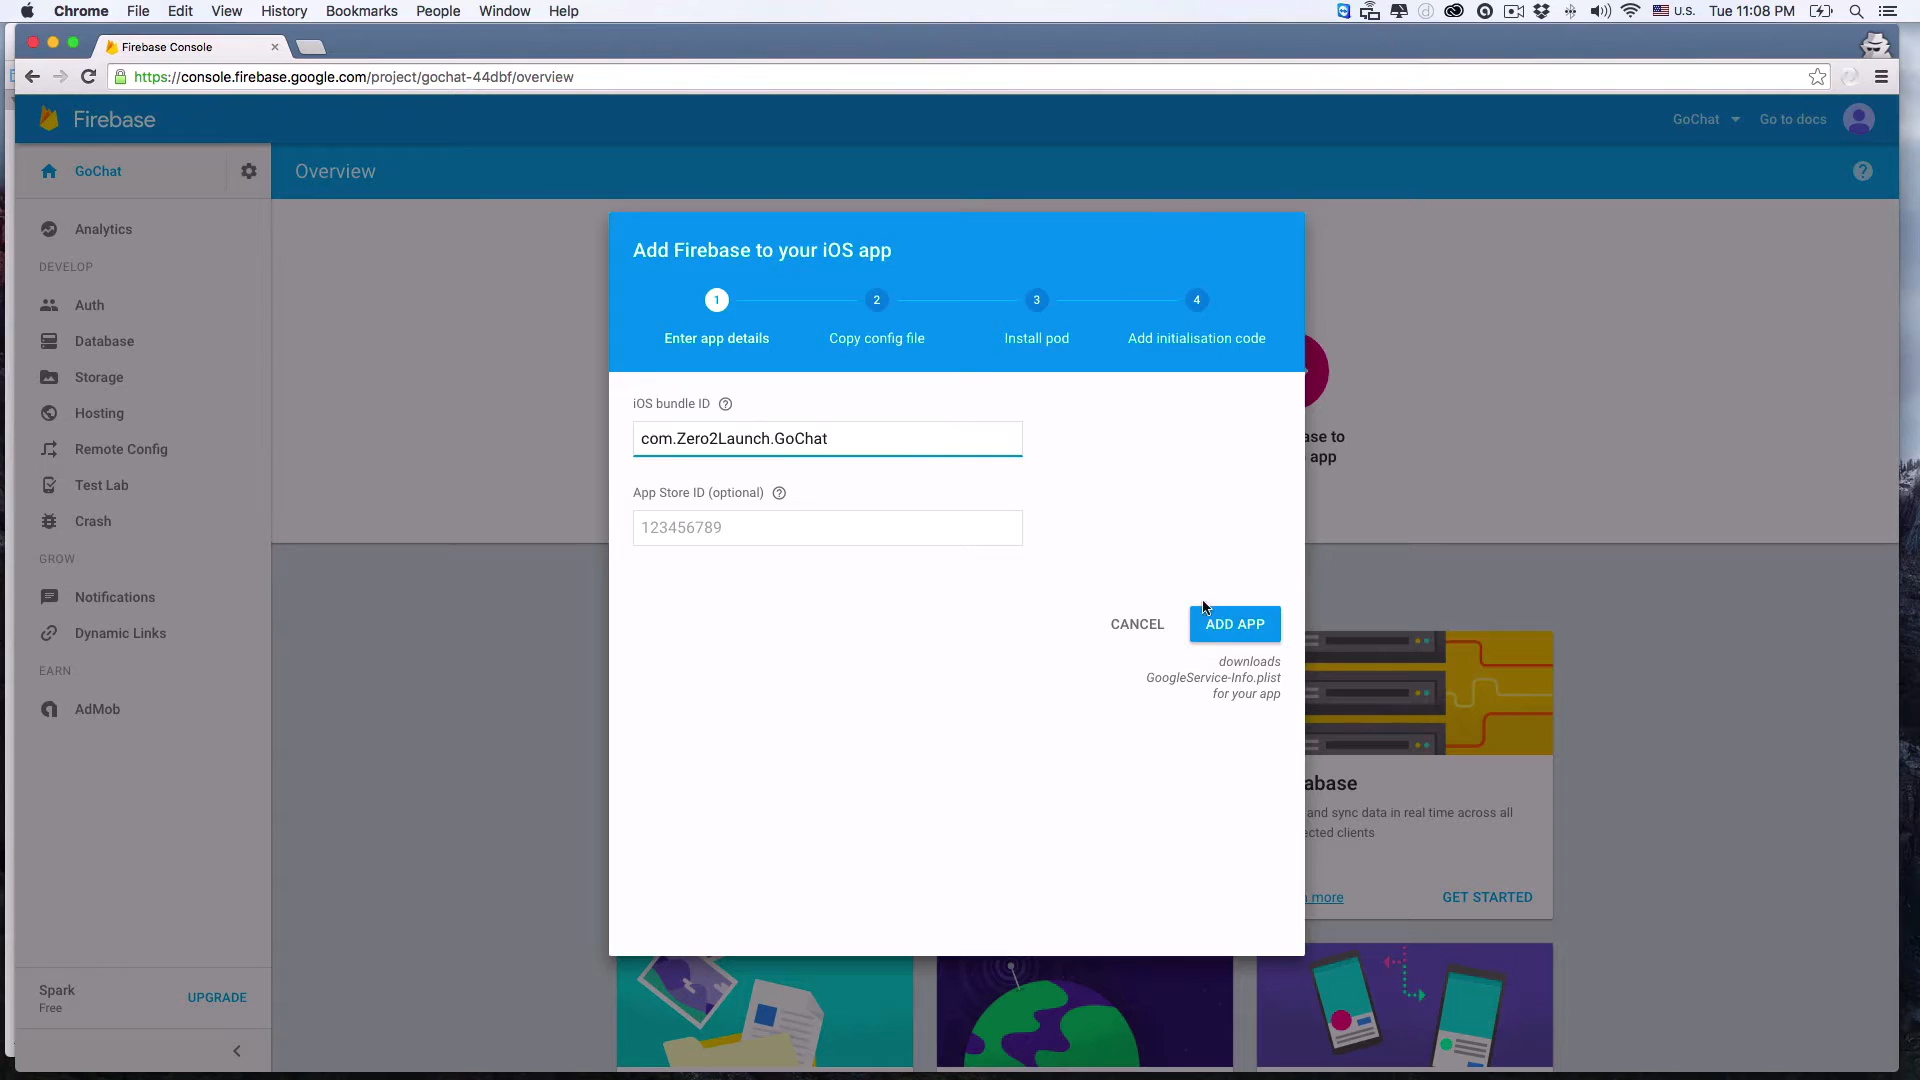 Chrome File Edit View History Bookmarks People Window Help
U.S. Tue 11:08 PM
Firebase Console
https://console.firebase.google.com/project/gochat-44dbf/overview
Firebase
GoChat
Go to docs
GoChat
Overview
Analytics
DEVELOP
Auth
Database
Storage
Hosting
Remote Config
Test Lab
Crash
GROW
Notifications
Dynamic Links
EARN
AdMob
Spark
Free
UPGRADE
Add Firebase to your iOS app
1 2 3 4
Enter app details
Copy config file
Install pod
Add initialisation code
iOS bundle ID
com.Zero2Launch.GoChat
App Store ID (optional)
123456789
CANCEL
ADD APP
downloads
GoogleService-Info.plist
for your app
ase to
app
abase
and sync data in real time across all
ected clients
more
GET STARTED